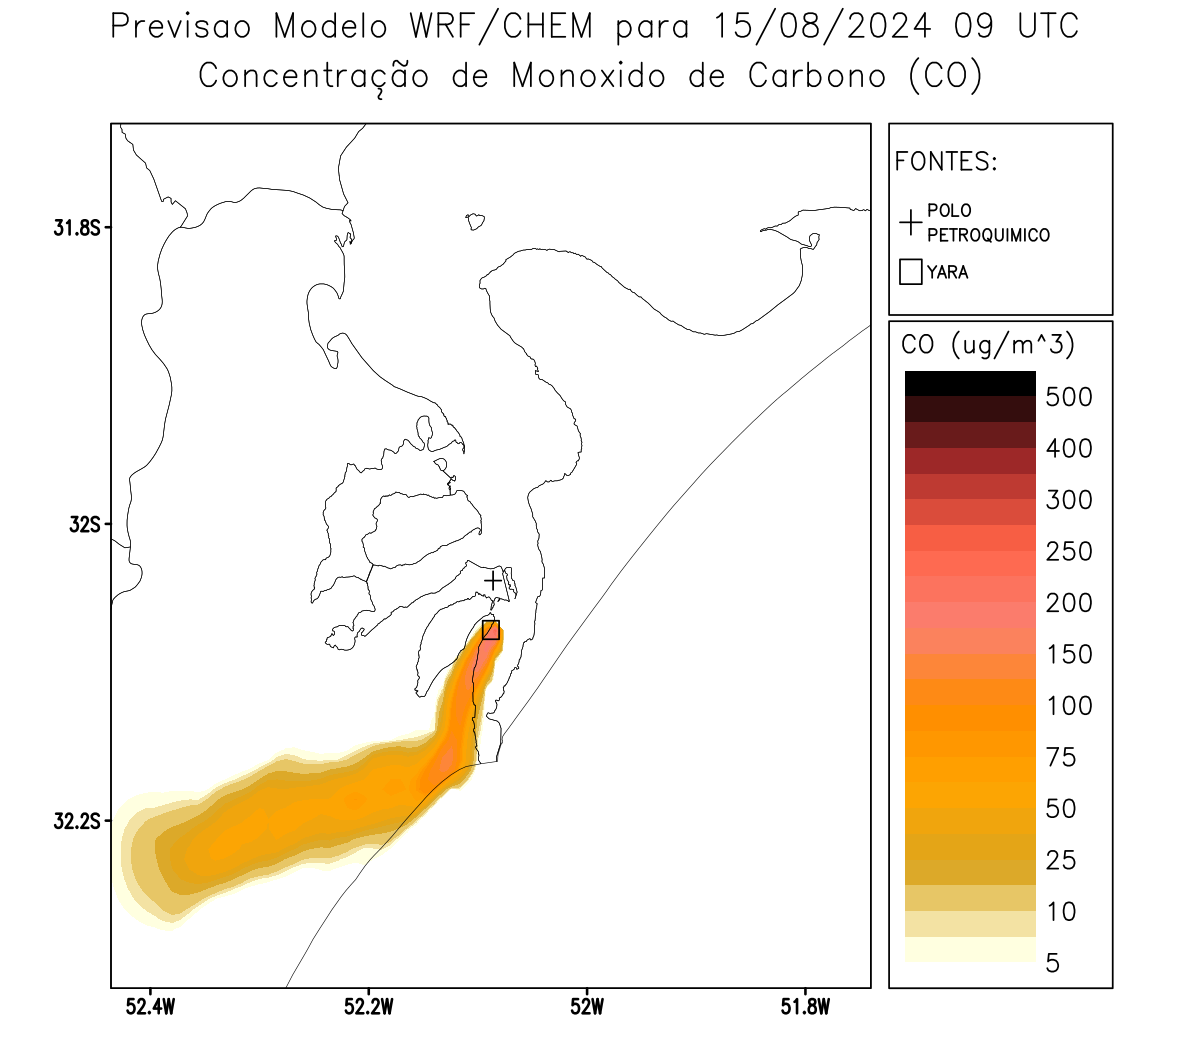 Previsao Modelo WRF/CHEM para 15/08/2024 09 UTC
Concentração de Monoxido de Carbono (CO)
FONTES:
POLO
PETROQUIMICO
YARA
CO (ug/m^3)
500
400
300
250
200
150
100
75
50
25
10
5
31.8S
32S
32.2S
52.4W
52.2W
52W
51.8W